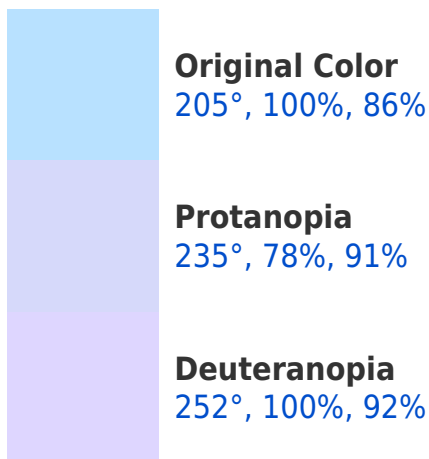 Original Color
205°, 100%, 86%
Protanopia
235°, 78%, 91%
Deuteranopia
252°, 100%, 92%